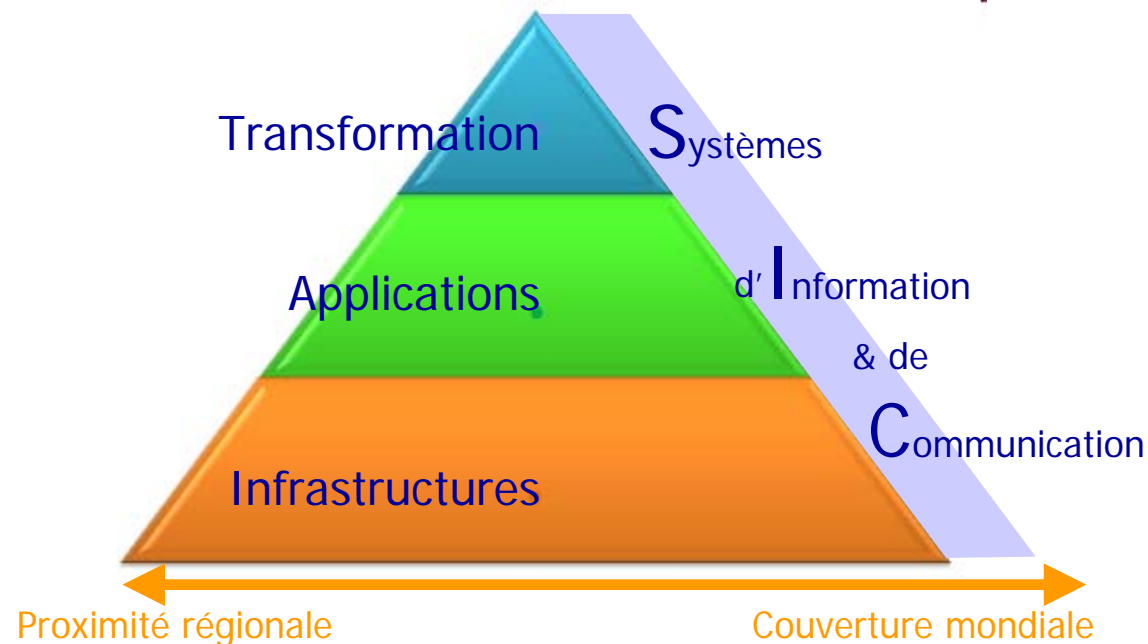 Transformation
Systèmes
Applications
d' Information
& de
Communication
Infrastructures
Proximité régionale
Couverture mondiale